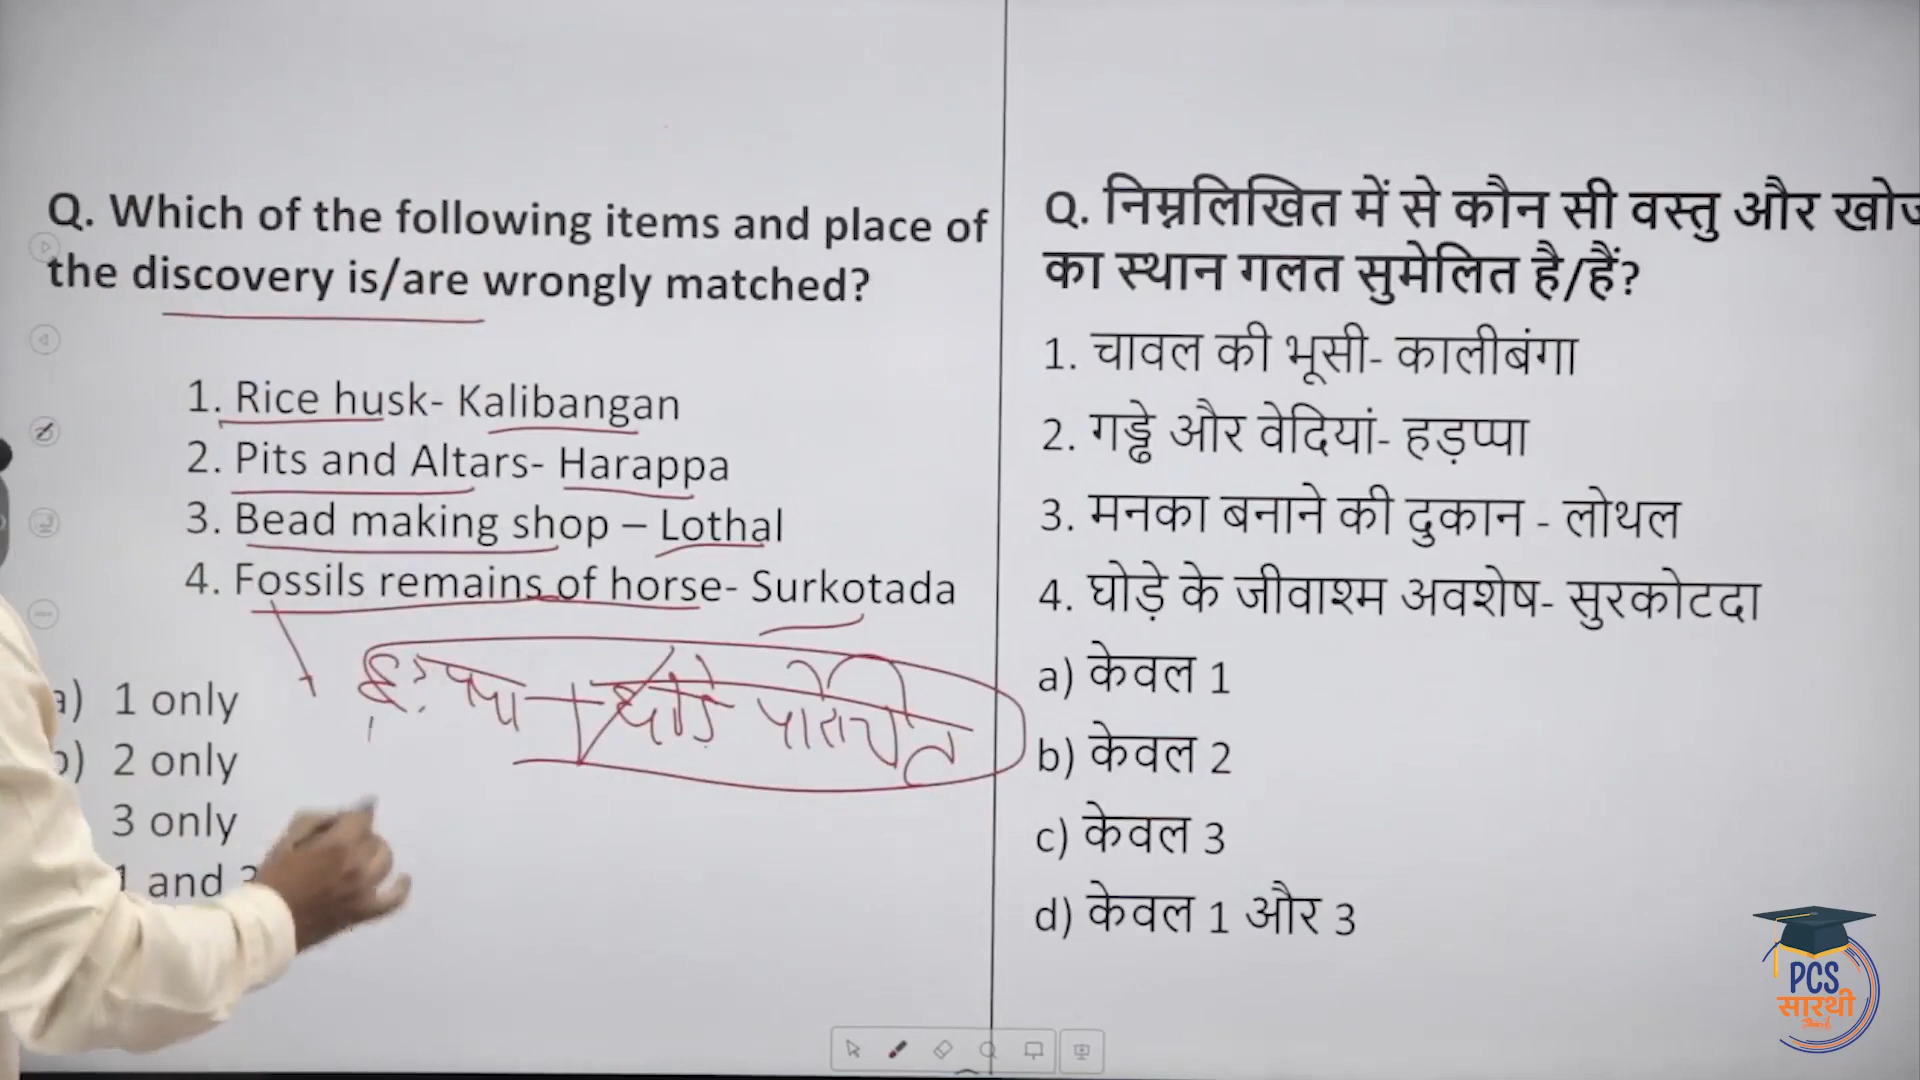 Q. Which of the following items and place of
the discovery is/are wrongly matched?
1. Rice husk- Kalibangan
2. Pits and Altars- Harappa
3. Bead making shop – Lothal
4. Fossils remains of horse- Surkotada
a) 1 only
b) 2 only
3 only
1 and
Q. निम्नलिखित में से कौन सी वस्तु और खोज
का स्थान गलत सुमेलित है/हैं?
1. चावल की भूसी- कालीबंगा
2. गड्ढे और वेदियां- हड़प्पा
3. मनका बनाने की दुकान - लोथल
4. घोड़े के जीवाश्म अवशेष- सुरकोटदा
a) केवल 1
b) केवल 2
c) केवल 3
d) केवल 1 और 3
PCS
सारथी